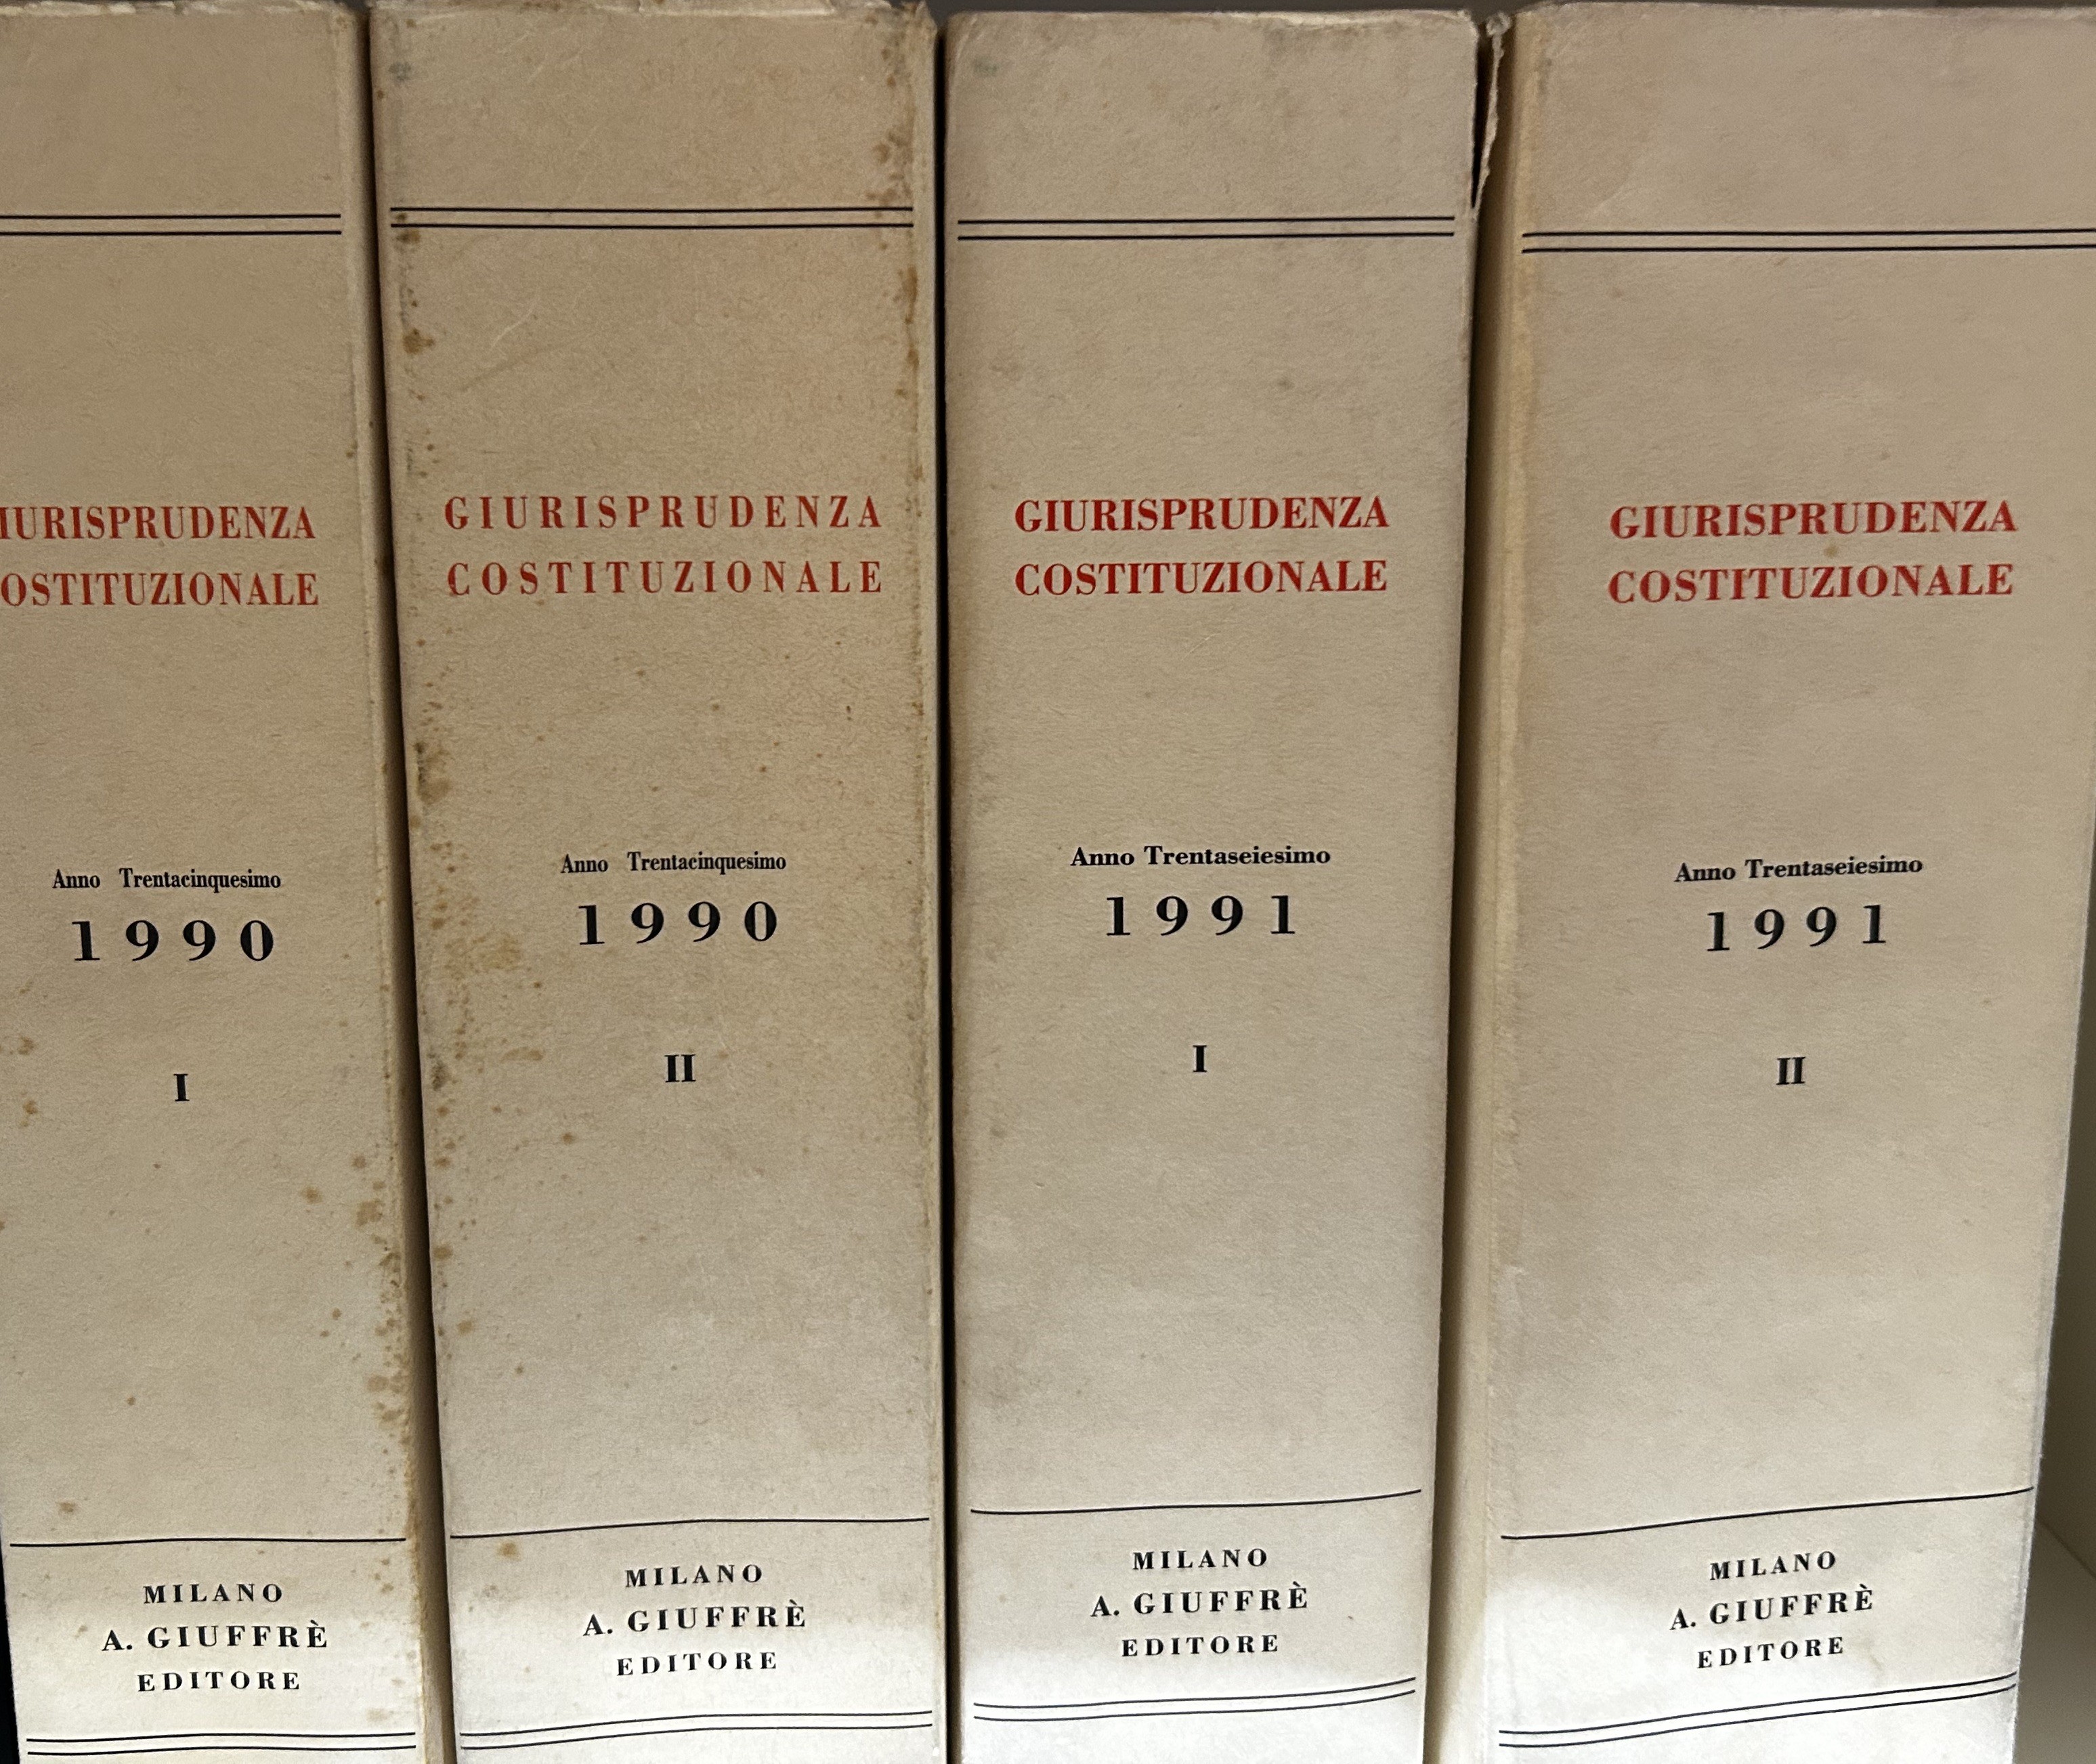 IURISPRUDENZA
OSTITUZIONALE
Anno Trentacinquesimo
1990
I
MILANO
A. GIUFFRÈ
EDITORE
GIURISPRUDENZA
COSTITUZIONALE
Anno Trentacinquesimo
1990
II
MILANO
A. GIUFFRÈ
EDITORE
GIURISPRUDENZA
COSTITUZIONALE
Anno Trentaseiesimo
1991
I
MILANO
A. GIUFFRÈ
EDITORE
GIURISPRUDENZA
COSTITUZIONALE
Anno Trentaseiesimo
1991
II
MILANO
A. GIUFFRÈ
EDITORE